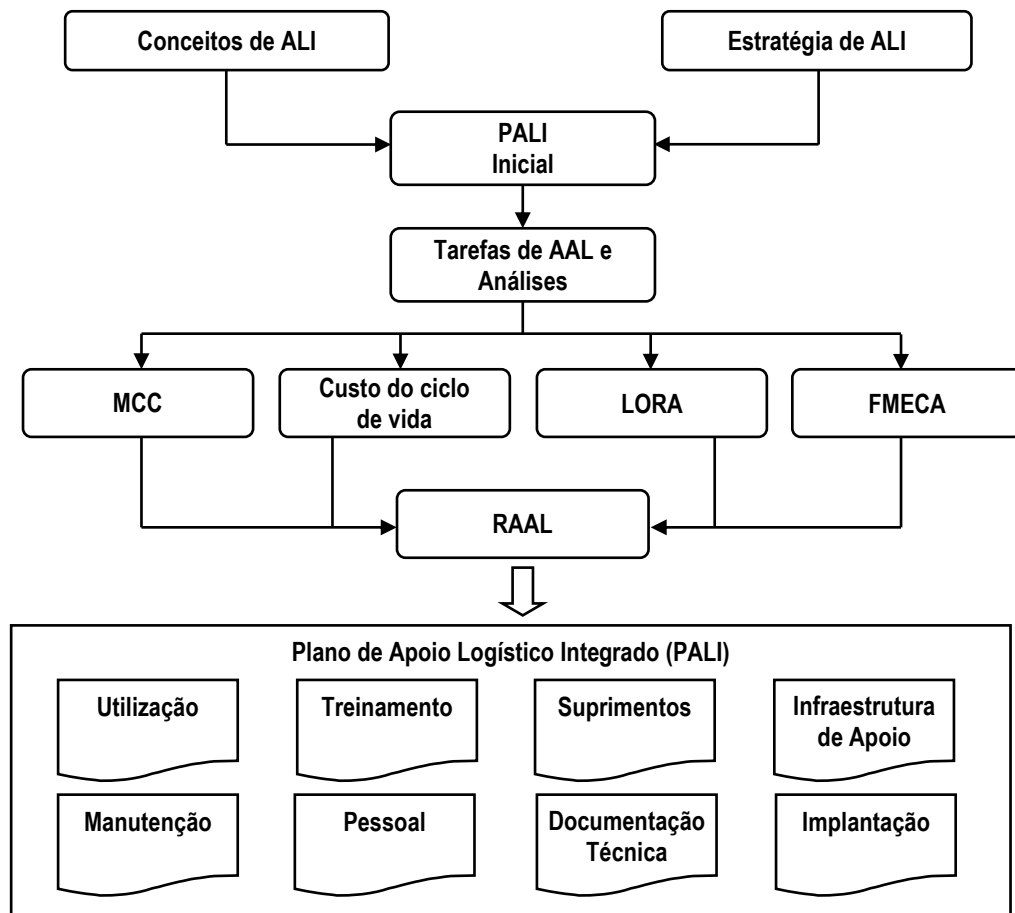 Conceitos de ALI
Estratégia de ALI
PALI
Inicial
Tarefas de AAL e
Análises
MCC
Custo do ciclo
de vida
LORA
FMECA
RAAL
Plano de Apoio Logístico Integrado (PALI)
Utilização
Treinamento
Suprimentos
Infraestrutura
de Apoio
Manutenção
Pessoal
Documentação
Técnica
Implantação